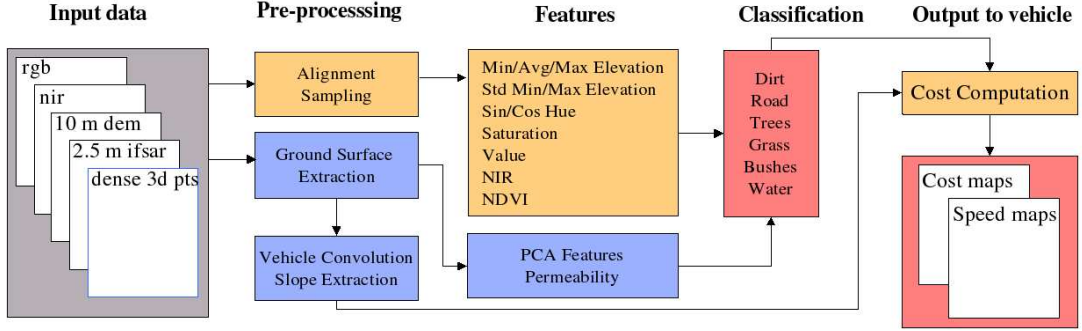 Input data
Pre-processsing
Features
Classification
Output to vehicle
rgb
nir
10 m dem
2.5 m ifsar
dense 3d pts
Alignment
Sampling
Ground Surface
Extraction
Vehicle Convolution
Slope Extraction
Min/Avg/Max Elevation
Std Min/Max Elevation
Sin/Cos Hue
Saturation
Value
NIR
NDVI
PCA Features
Permeability
Dirt
Road
Trees
Grass
Bushes
Water
Cost Computation
Cost maps
Speed maps